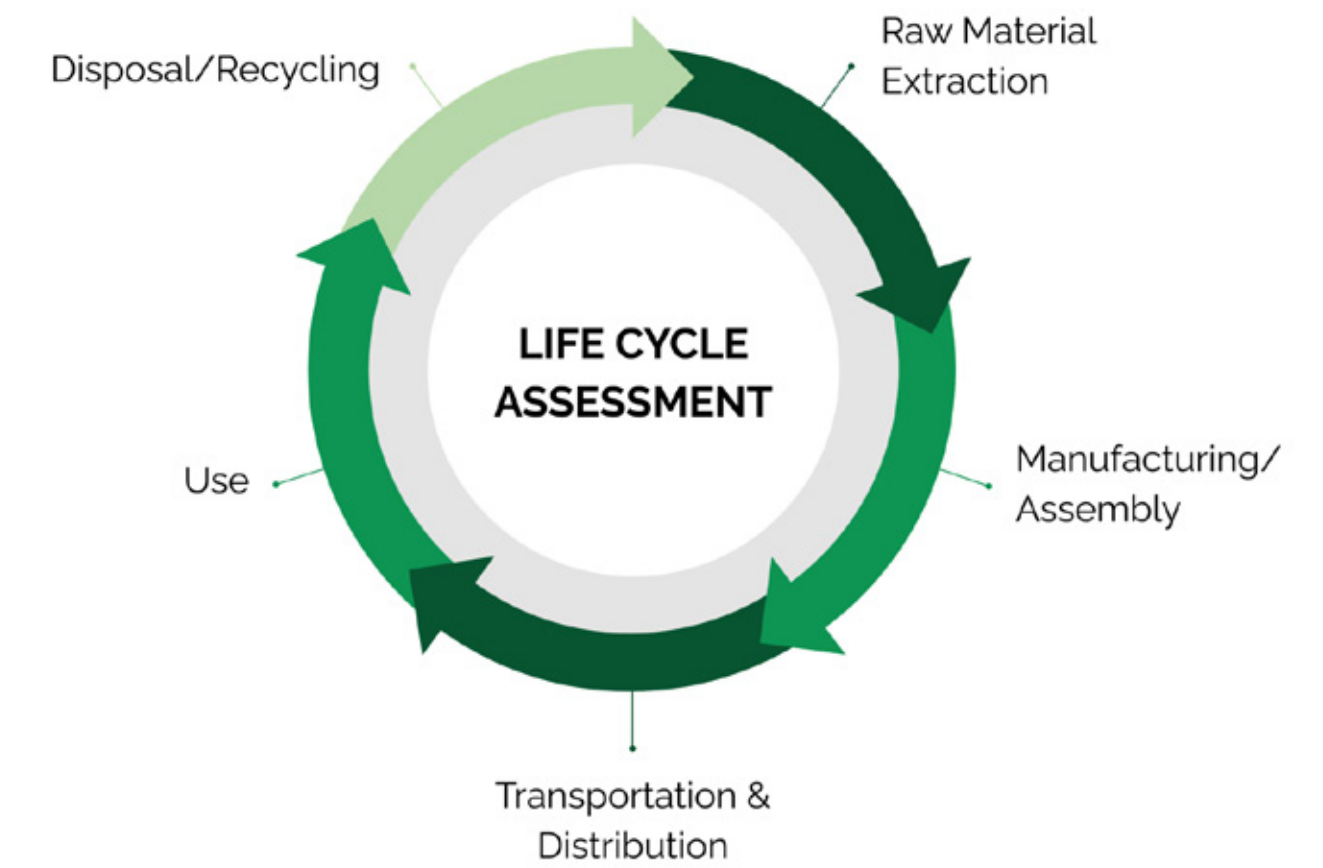 Disposal/Recycling
Raw Material
Extraction
LIFE CYCLE
ASSESSMENT
Use
Manufacturing/
Assembly
Transportation &
Distribution